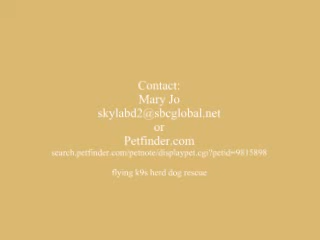 Contact:
Mary Jo
skylabd2@sbcglobal.net
or
Petfinder.com
search.petfinder.com/petnote/displaypet.cgi?petid=9815898
flying k9s herd dog rescue